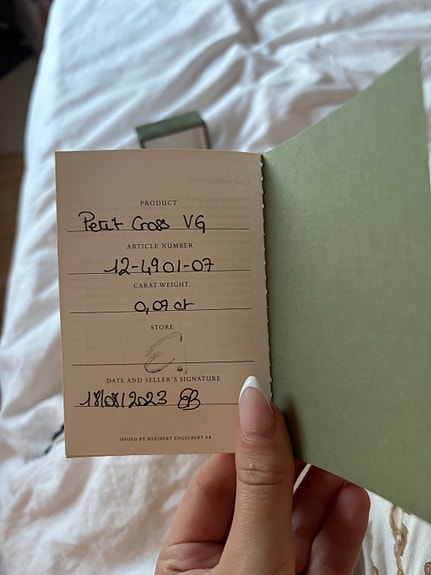 PRODUCT
Petit Cross VG
ARTICLE NUMBER
12-4901-07
CARAT WEIGHT
0,09 ct
STORE
DATE AND SELLER'S SIGNATURE
18/08/2023
ISSUED BY HERIBERT ENGELBERT AB